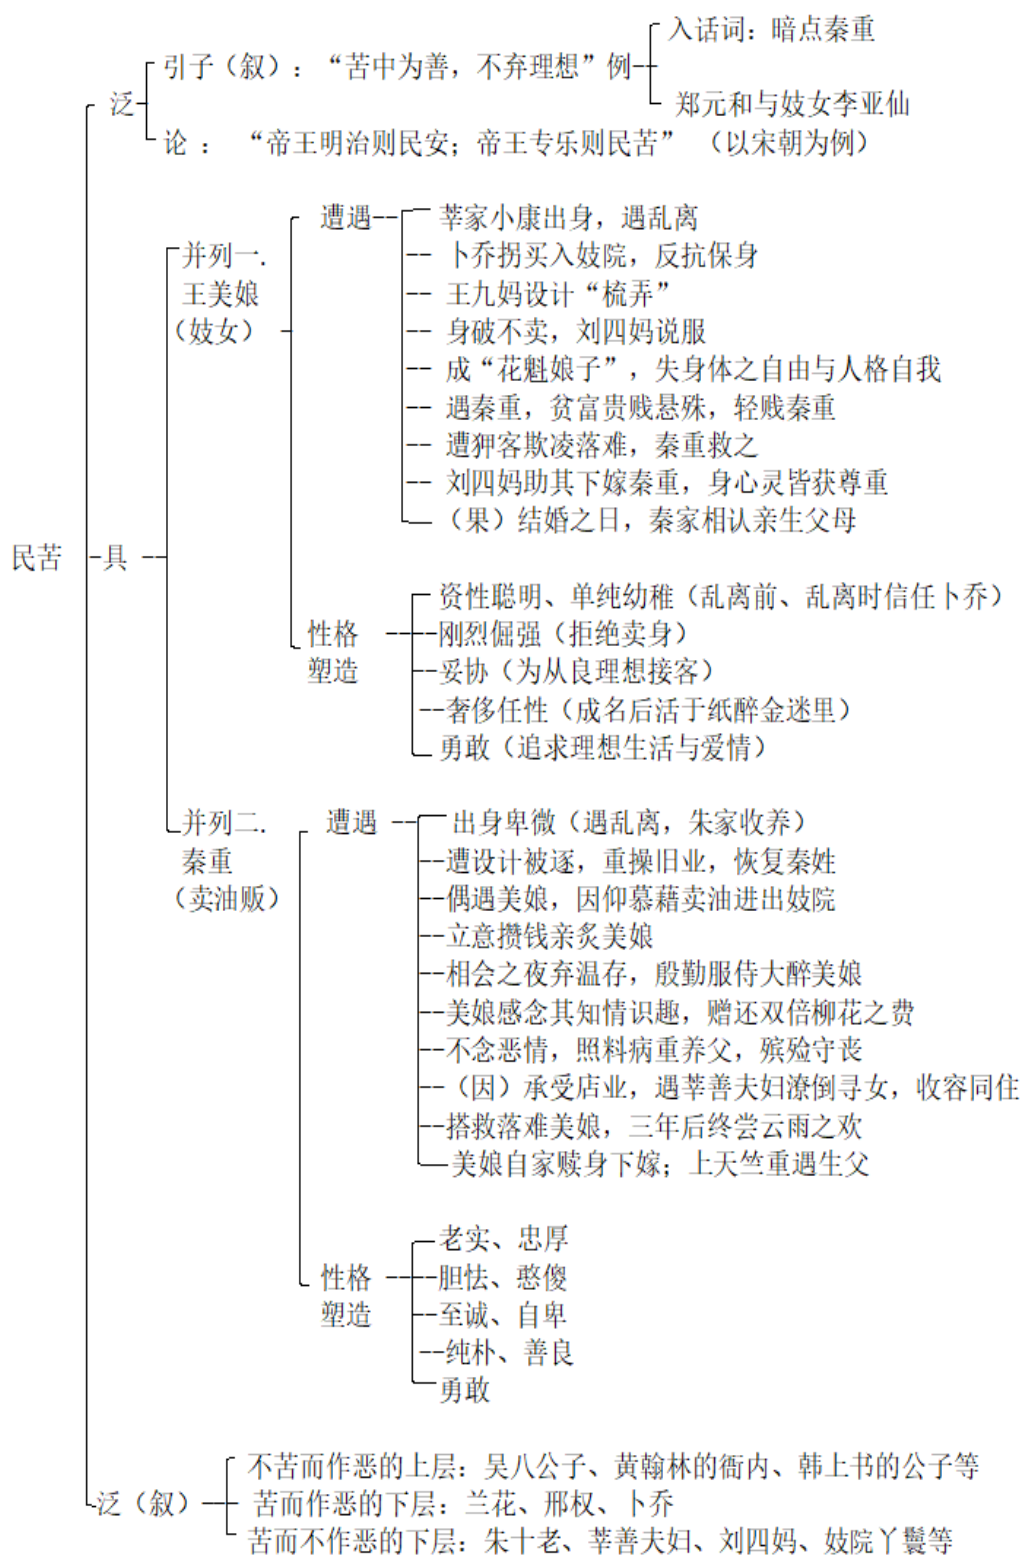 入话词：暗点秦重
引子（叙）：“苦中为善，不弃理想”例
泛
郑元和与妓女李亚仙
论 ： “帝王明治则民安；帝王专乐则民苦”（以宋朝为例）
遭遇
莘家小康出身，遇乱离
并列一.
卜乔拐买入妓院，反抗保身
王美娘
王九妈设计“梳弄”
（妓女）
身破不卖，刘四妈说服
成“花魁娘子”，失身体之自由与人格自我
遇秦重，贫富贵贱悬殊，轻贱秦重
遭狎客欺凌落难，秦重救之
刘四妈助其下嫁秦重，身心灵皆获尊重
（果）结婚之日，秦家相认亲生父母
民苦
具
资性聪明、单纯幼稚（乱离前、乱离时信任卜乔）
性格
刚烈倔强（拒绝卖身）
塑造
妥协（为从良理想接客）
奢侈任性（成名后活于纸醉金迷里）
勇敢（追求理想生活与爱情）
并列二.
遭遇
出身卑微（遇乱离，朱家收养）
秦重
遭设计被逐，重操旧业，恢复秦姓
（卖油贩）
偶遇美娘，因仰慕藉卖油进出妓院
立意攒钱亲炙美娘
相会之夜弃温存，殷勤服侍大醉美娘
美娘感念其知情识趣，赠还双倍柳花之费
不念恶情，照料病重养父，殡殓守丧
（因）承受店业，遇莘善夫妇潦倒寻女，收容同住
搭救落难美娘，三年后终尝云雨之欢
美娘自家赎身下嫁；上天竺重遇生父
老实、忠厚
性格
胆怯、憨傻
塑造
至诚、自卑
纯朴、善良
勇敢
不苦而作恶的上层：吴八公子、黄翰林的衙内、韩上书的公子等
泛（叙）
苦而作恶的下层：兰花、邢权、卜乔
苦而不作恶的下层：朱十老、莘善夫妇、刘四妈、妓院丫鬟等